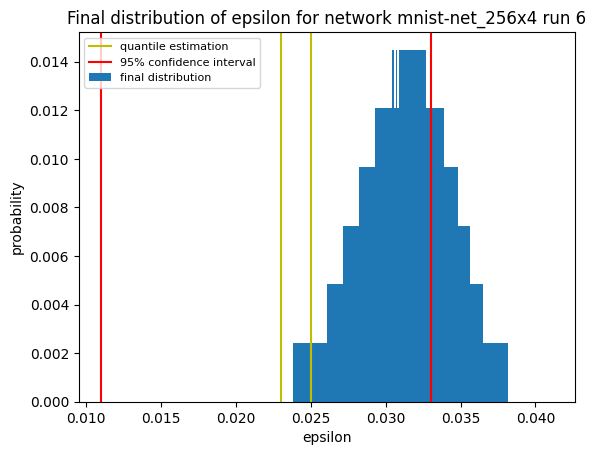 Final distribution of epsilon for network mnist-net_256x4 run 6
quantile estimation
95% confidence interval
final distribution
probability
0.014
0.012
0.010
0.008
0.006
0.004
0.002
0.000
0.010
0.015
0.020
0.025
0.030
0.035
0.040
epsilon